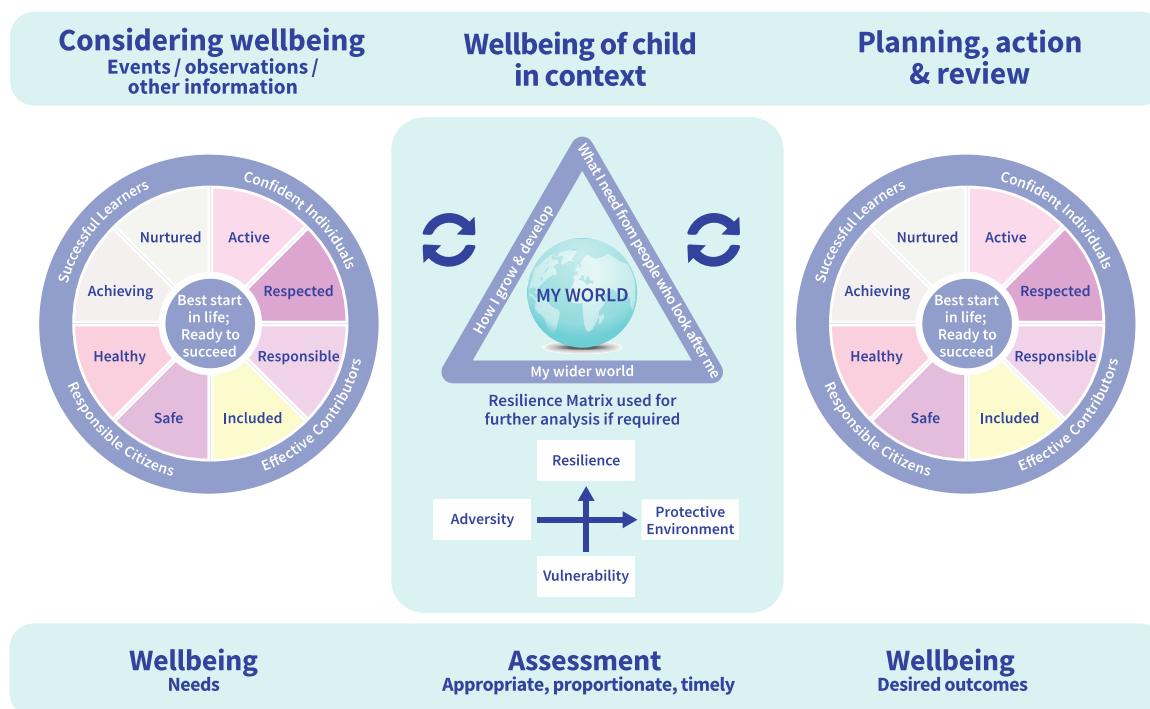 Considering wellbeing
Events / observations /
other information
Wellbeing of child
in context
Planning, action
& review
Successful Learners
Confident Individuals
Nurtured
Active
Achieving
Respected
Best start
in life;
Ready to
succeed
Healthy
Responsible
Safe
Included
Responsible Citizens
Effective Contributors
How I grow & develop
What I need from people who look after me
MY WORLD
My wider world
Resilience Matrix used for
further analysis if required
Resilience
Adversity
Protective
Environment
Vulnerability
Successful Learners
Confident Individuals
Nurtured
Active
Achieving
Respected
Best start
in life;
Ready to
succeed
Healthy
Responsible
Safe
Included
Responsible Citizens
Effective Contributors
Wellbeing
Needs
Assessment
Appropriate, proportionate, timely
Wellbeing
Desired outcomes